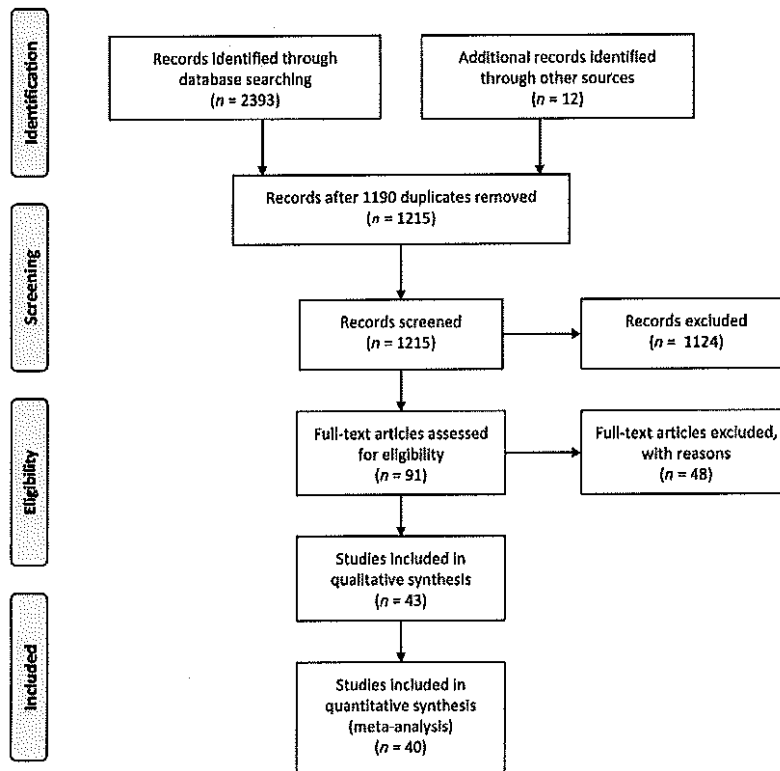 Identification
Records identified through
database searching
(n = 2393)
Additional records identified
through other sources
(n = 12)
Records after 1190 duplicates removed
(n = 1215)
Screening
Records screened
(n = 1215)
Records excluded
(n = 1124)
Eligibility
Full-text articles assessed
for eligibility
(n = 91)
Full-text articles excluded,
with reasons
(n = 48)
Studies included in
qualitative synthesis
(n = 43)
Included
Studies included in
quantitative synthesis
(meta-analysis)
(n = 40)